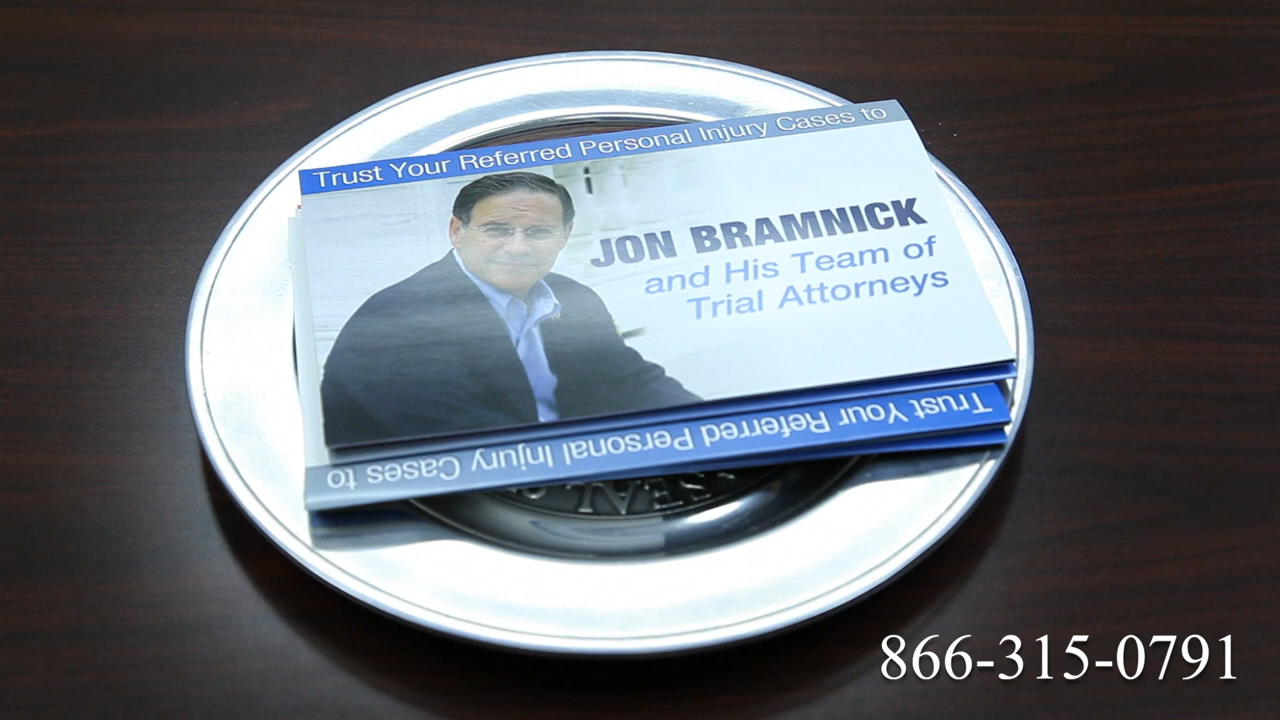 Trust Your Referred Personal Injury Cases to
JON BRAMNICK
and His Team of
Trial Attorneys
Trust Your Referred Personal Injury Cases to
SEAL
866-315-0791